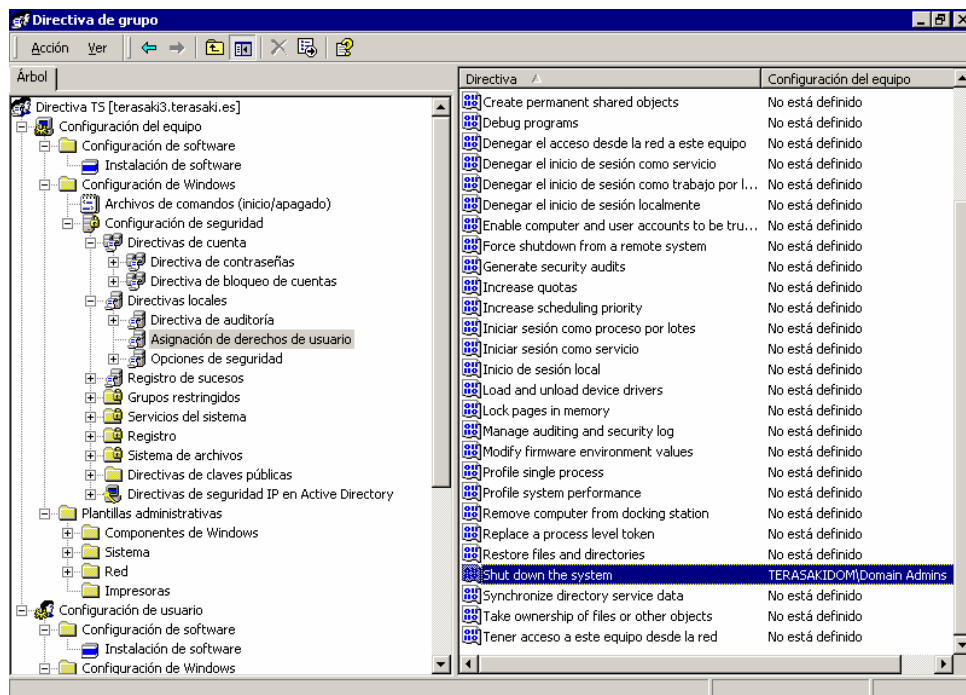 Directiva de grupo
Acción Ver
Árbol
Directiva TS [terasaki3.terasaki.es]
Configuración del equipo
Configuración de software
Instalación de software
Configuración de Windows
Archivos de comandos (inicio/apagado)
Configuración de seguridad
Directivas de cuenta
Directiva de contraseñas
Directiva de bloqueo de cuentas
Directivas locales
Directiva de auditoría
Asignación de derechos de usuario
Opciones de seguridad
Registro de sucesos
Grupos restringidos
Servicios del sistema
Registro
Sistema de archivos
Directivas de claves públicas
Directivas de seguridad IP en Active Directory
Plantillas administrativas
Componentes de Windows
Sistema
Red
Impresoras
Configuración de usuario
Configuración de software
Instalación de software
Configuración de Windows
Directiva Configuración del equipo
Create permanent shared objects No está definido
Debug programs No está definido
Denegar el acceso desde la red a este equipo No está definido
Denegar el inicio de sesión como servicio No está definido
Denegar el inicio de sesión como trabajo por l... No está definido
Denegar el inicio de sesión localmente No está definido
Enable computer and user accounts to be tru... No está definido
Force shutdown from a remote system No está definido
Generate security audits No está definido
Increase quotas No está definido
Increase scheduling priority No está definido
Iniciar sesión como proceso por lotes No está definido
Iniciar sesión como servicio No está definido
Inicio de sesión local No está definido
Load and unload device drivers No está definido
Lock pages in memory No está definido
Manage auditing and security log No está definido
Modify firmware environment values No está definido
Profile single process No está definido
Profile system performance No está definido
Remove computer from docking station No está definido
Replace a process level token No está definido
Restore files and directories No está definido
Shut down the system TERASAKIDOM\Domain Admins
Synchronize directory service data No está definido
Take ownership of files or other objects No está definido
Tener acceso a este equipo desde la red No está definido